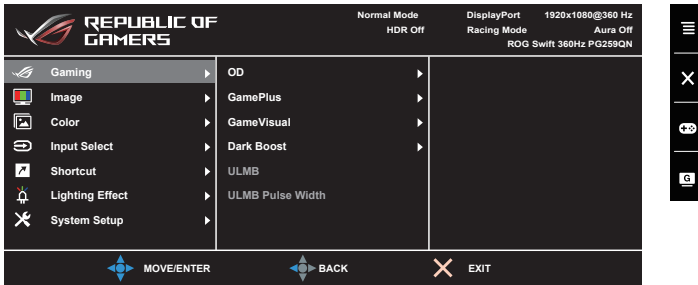 REPUBLIC OF
GAMERS
Normal Mode
HDR Off
DisplayPort 1920x1080@360 Hz
Racing Mode Aura Off
ROG Swift 360Hz PG259QN
Gaming
Image
Color
Input Select
Shortcut
Lighting Effect
System Setup
OD
GamePlus
GameVisual
Dark Boost
ULMB
ULMB Pulse Width
MOVE/ENTER
BACK
EXIT
G